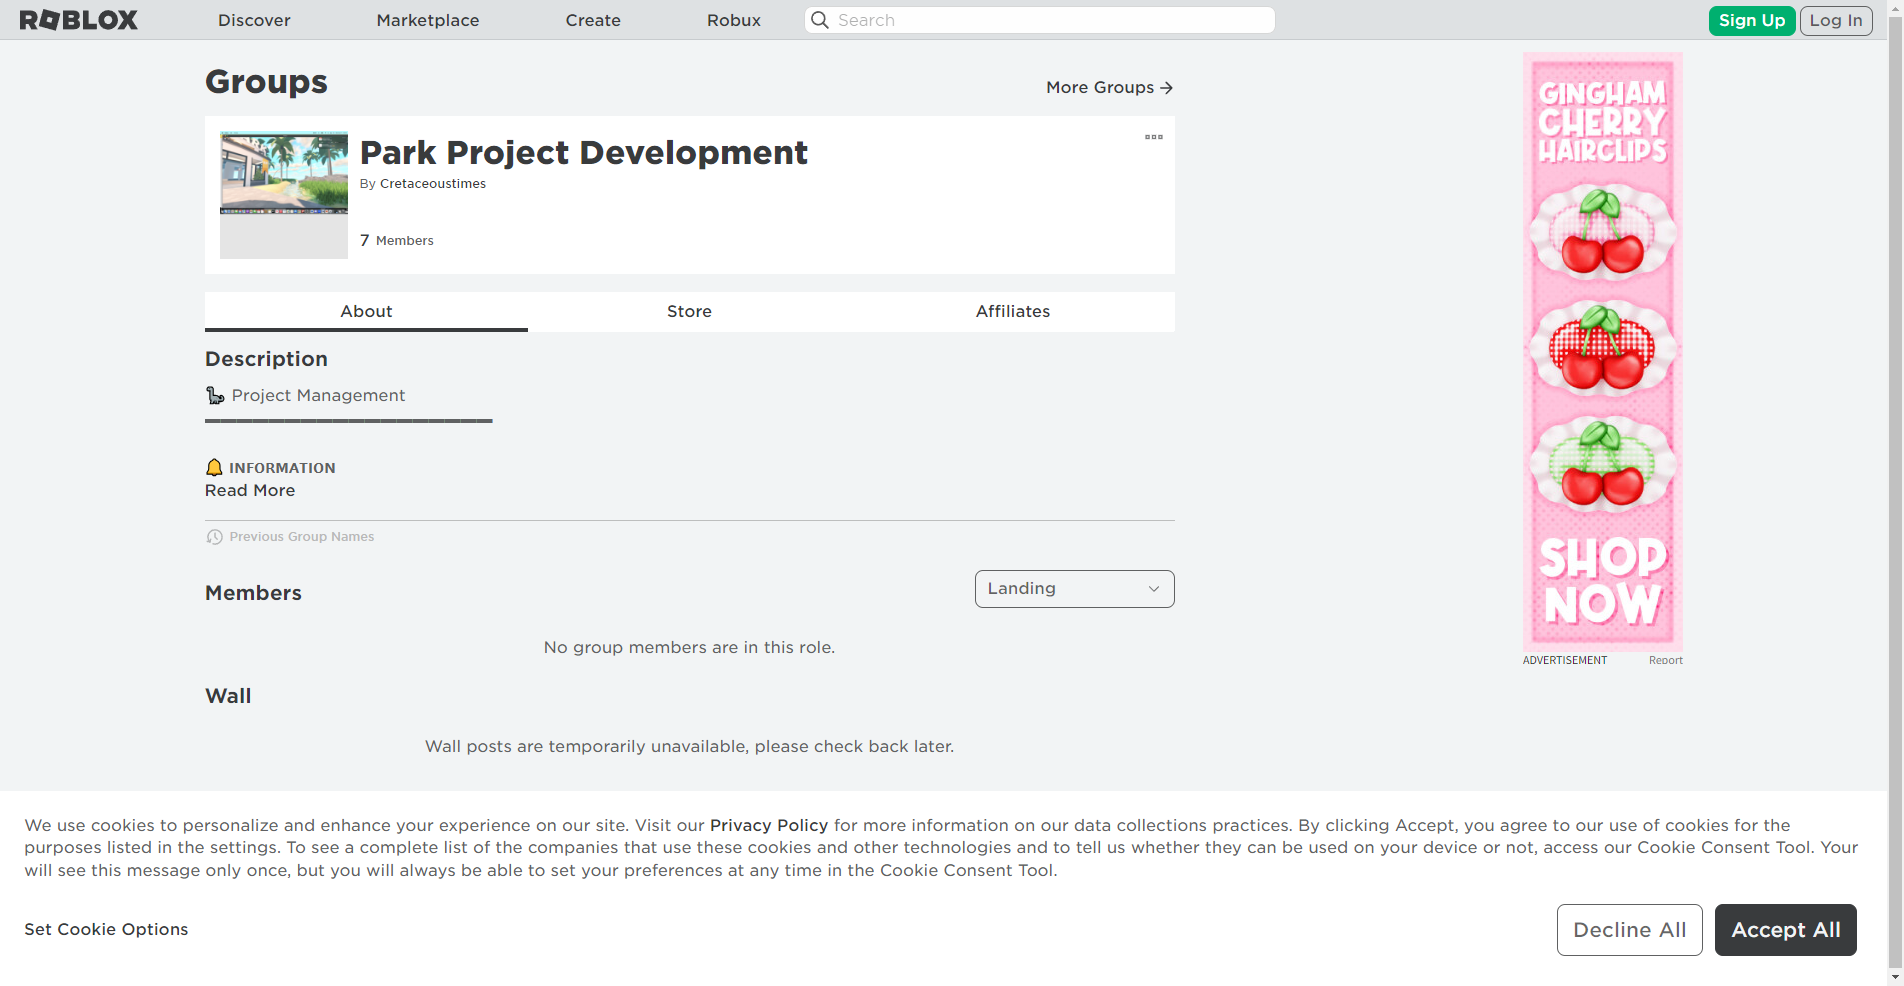 ROBLOX
Discover
Marketplace
Create
Robux
Search
Sign Up
Log In
Groups
More Groups →
Park Project Development
By Cretaceoustimes
7 Members
About
Store
Affiliates
Description
🦕 Project Management
▬▬▬▬▬▬▬▬▬▬▬▬▬▬▬▬▬▬
🔔 INFORMATION
Read More
Previous Group Names
Members
Landing
No group members are in this role.
Wall
Wall posts are temporarily unavailable, please check back later.
GINGHAM
CHERRY
HAIRCLIPS
SHOP
NOW
ADVERTISEMENT
Report
We use cookies to personalize and enhance your experience on our site. Visit our Privacy Policy for more information on our data collections practices. By clicking Accept, you agree to our use of cookies for the
purposes listed in the settings. To see a complete list of the companies that use these cookies and other technologies and to tell us whether they can be used on your device or not, access our Cookie Consent Tool. Your
will see this message only once, but you will always be able to set your preferences at any time in the Cookie Consent Tool.
Set Cookie Options
Decline All
Accept All